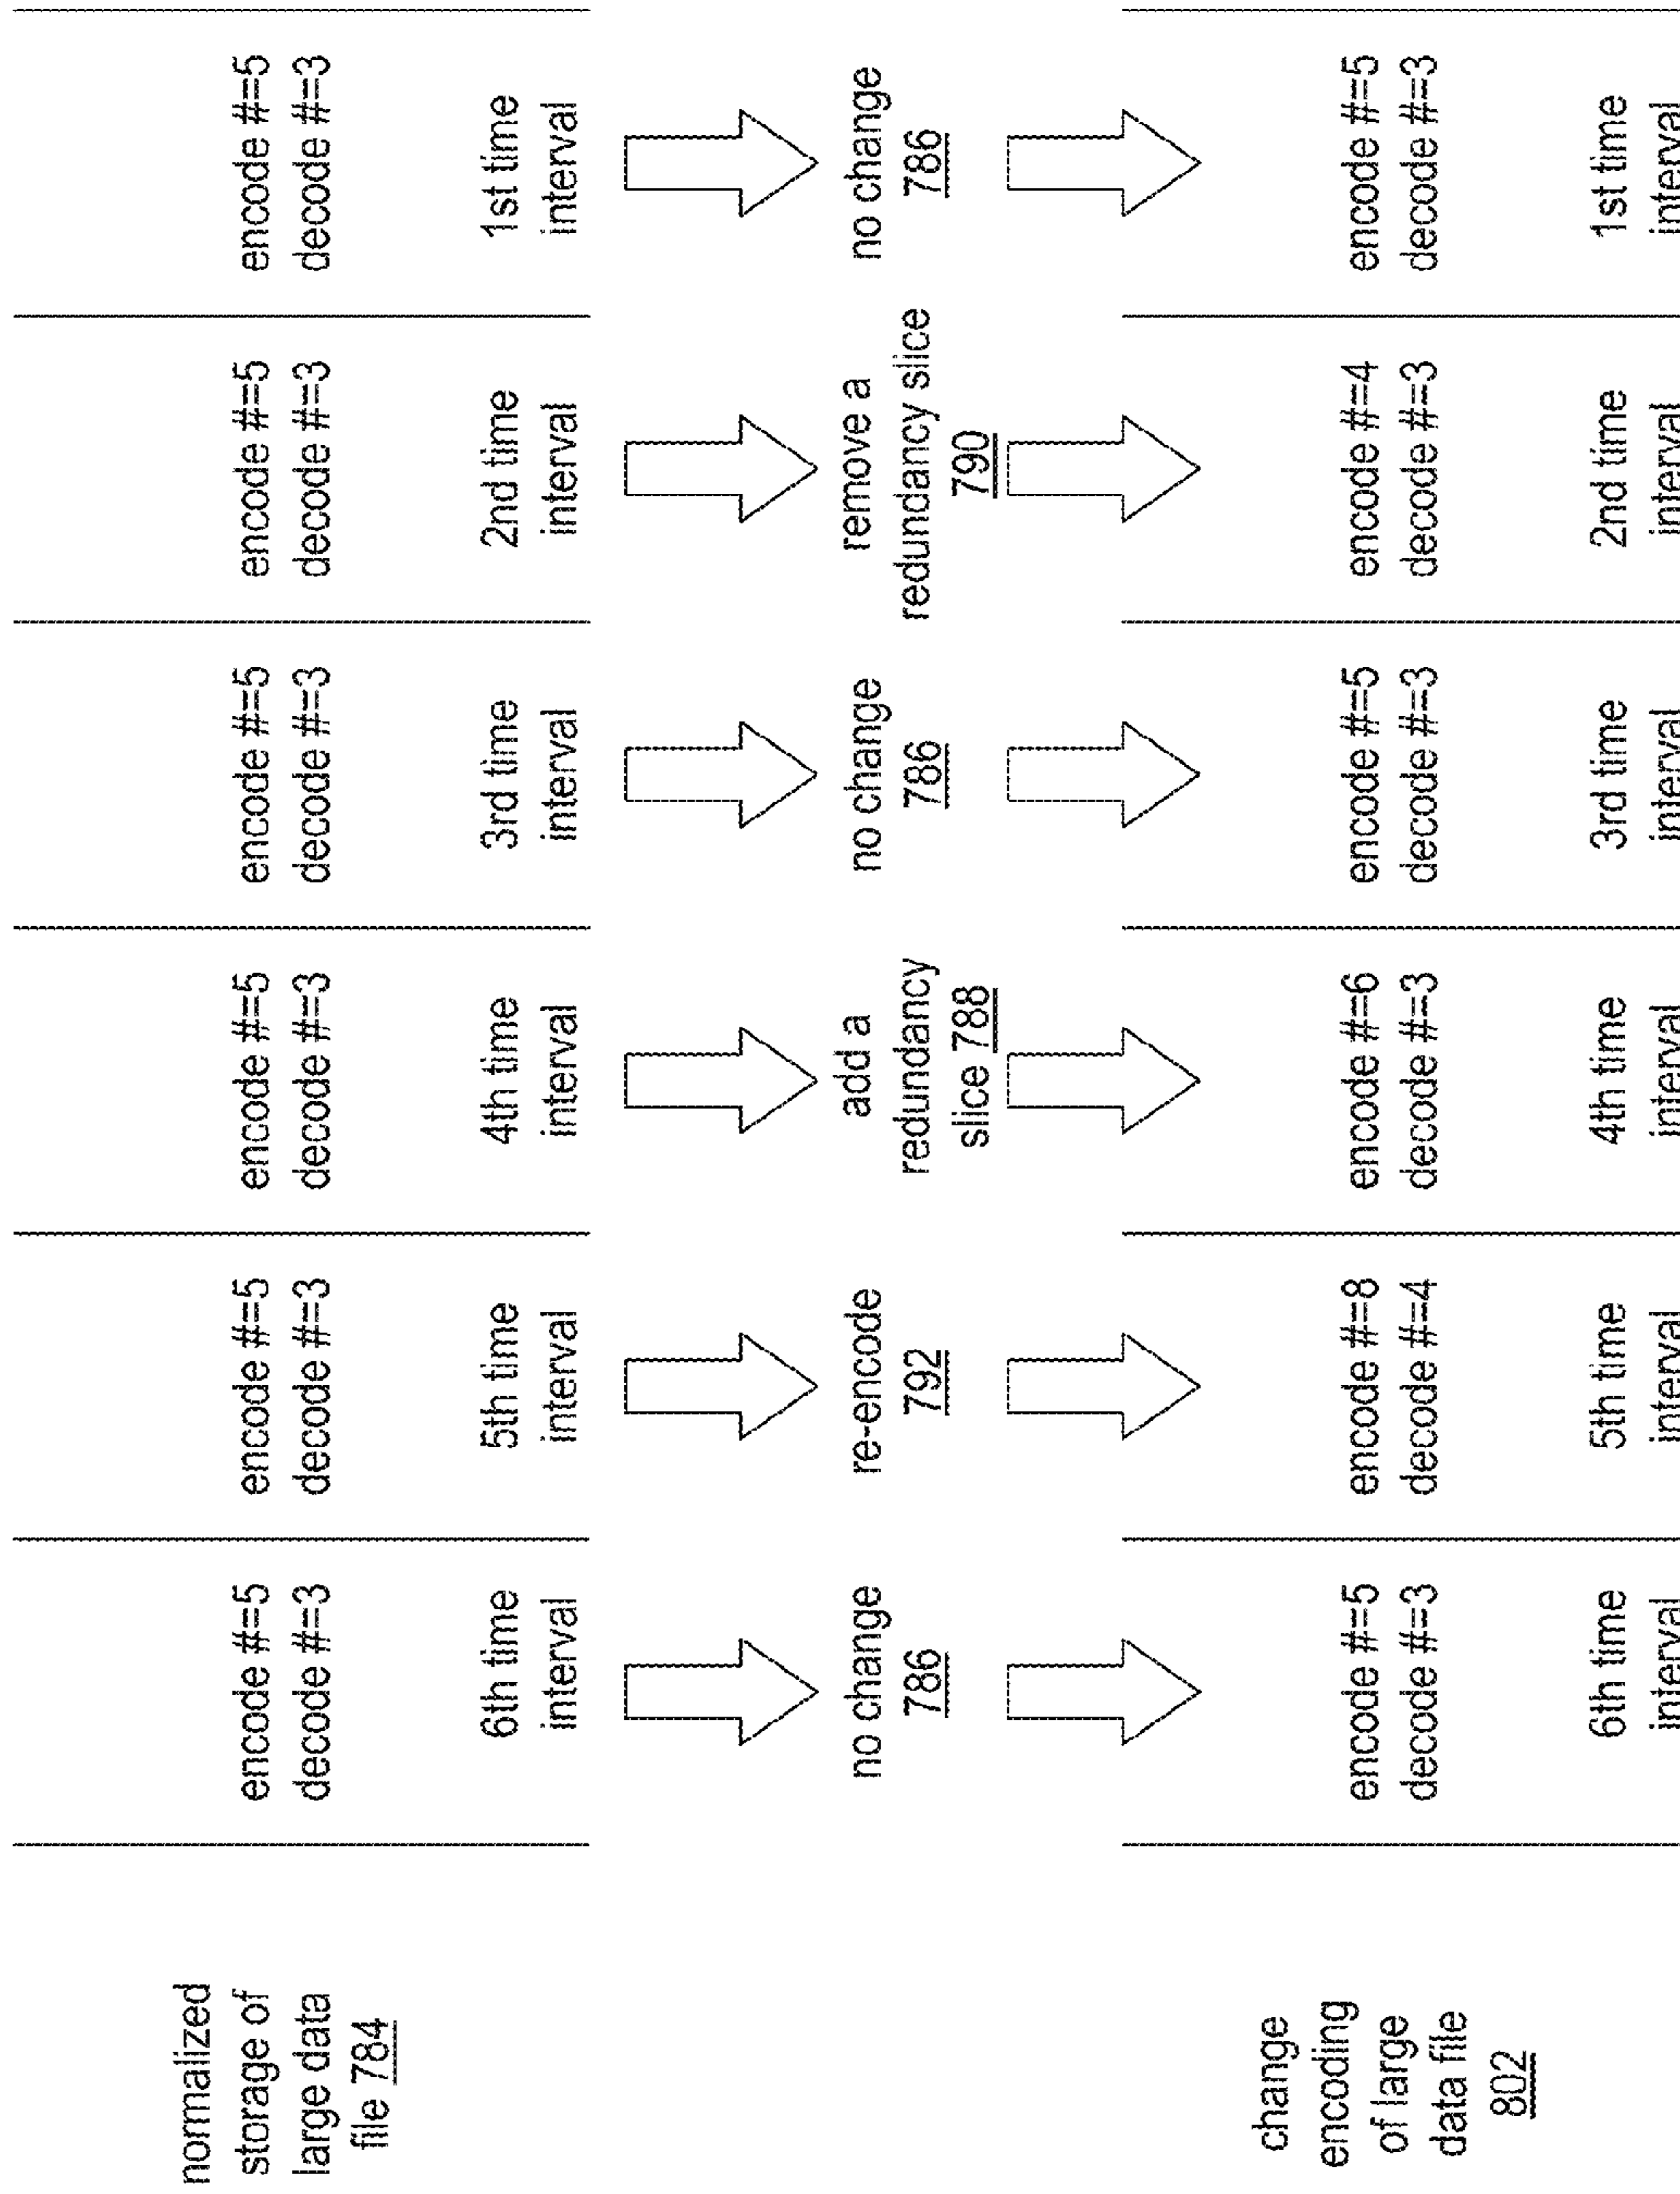 normalized
storage of
large data
file 784
encode #=5
decode #=3
6th time
interval
encode #=5
decode #=3
5th time
interval
encode #=5
decode #=3
4th time
interval
encode #=5
decode #=3
3rd time
interval
encode #=5
decode #=3
2nd time
interval
encode #=5
decode #=3
1st time
interval
no change
786
re-encode
792
add a
redundancy
slice 788
no change
786
remove a
redundancy slice
790
no change
786
change
encoding
of large
data file
802
encode #=5
decode #=3
6th time
interval
encode #=8
decode #=4
5th time
interval
encode #=6
decode #=3
4th time
interval
encode #=5
decode #=3
3rd time
interval
encode #=4
decode #=3
2nd time
interval
encode #=5
decode #=3
1st time
interval